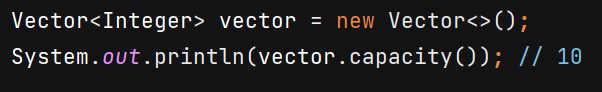 Vector<Integer> vector = new Vector<>();
System.out.println(vector.capacity()); // 10